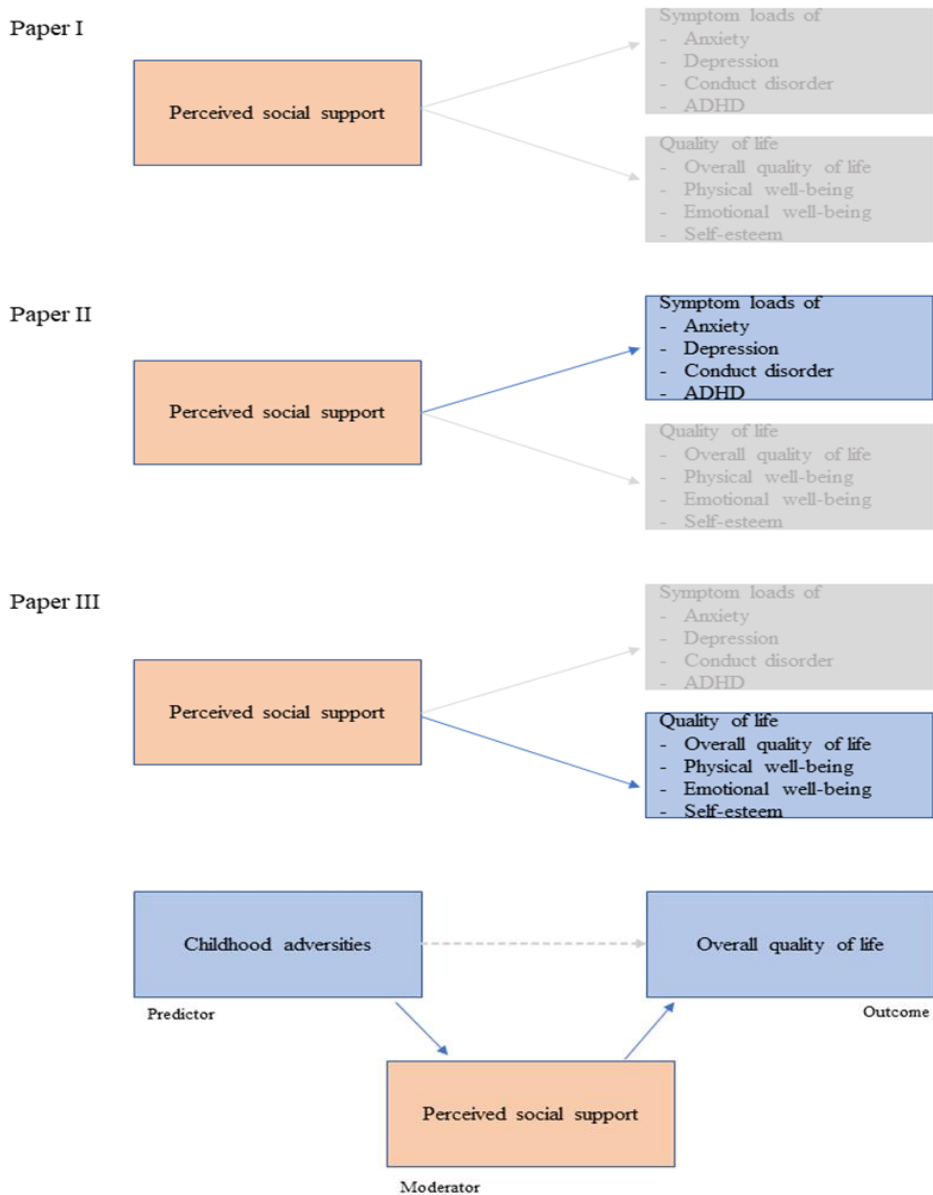 Paper I
Perceived social support
Symptom loads of
- Anxiety
- Depression
- Conduct disorder
- ADHD
Quality of life
- Overall quality of life
- Physical well-being
- Emotional well-being
- Self-esteem
Paper II
Perceived social support
Symptom loads of
- Anxiety
- Depression
- Conduct disorder
- ADHD
Quality of life
- Overall quality of life
- Physical well-being
- Emotional well-being
- Self-esteem
Paper III
Perceived social support
Symptom loads of
- Anxiety
- Depression
- Conduct disorder
- ADHD
Quality of life
- Overall quality of life
- Physical well-being
- Emotional well-being
- Self-esteem
Childhood adversities
Overall quality of life
Predictor
Outcome
Perceived social support
Moderator